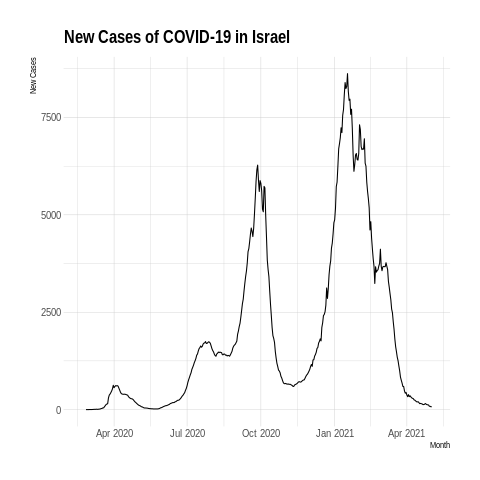 New Cases of COVID-19 in Israel
New Cases
7500
5000
2500
0
Apr 2020 Jul 2020 Oct 2020 Jan 2021 Apr 2021
Month